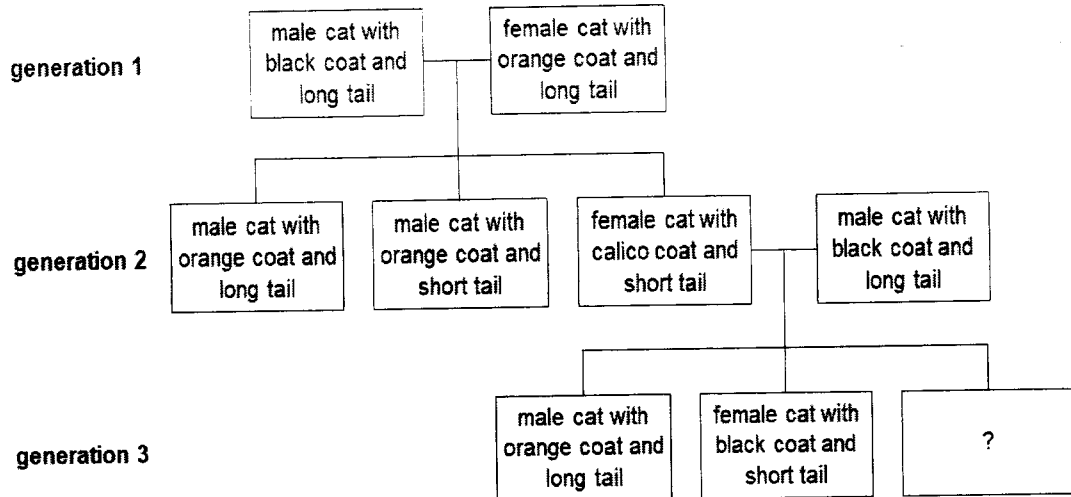 generation 1
male cat with
black coat and
long tail
female cat with
orange coat and
long tail
generation 2
male cat with
orange coat and
long tail
male cat with
orange coat and
short tail
female cat with
calico coat and
short tail
male cat with
black coat and
long tail
generation 3
male cat with
orange coat and
long tail
female cat with
black coat and
short tail
?